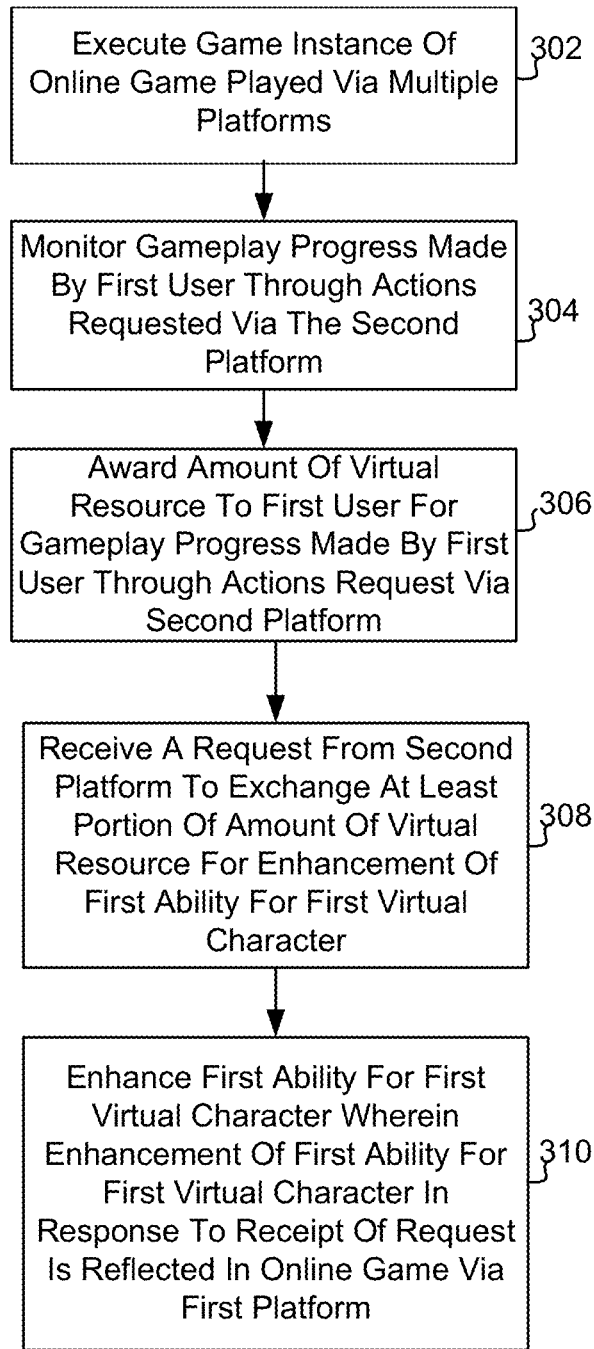 Execute Game Instance Of
Online Game Played Via Multiple
Platforms
302
Monitor Gameplay Progress Made
By First User Through Actions
Requested Via The Second
Platform
304
Award Amount Of Virtual
Resource To First User For
Gameplay Progress Made By First
User Through Actions Request Via
Second Platform
306
Receive A Request From Second
Platform To Exchange At Least
Portion Of Amount Of Virtual
Resource For Enhancement Of
First Ability For First Virtual
Character
308
Enhance First Ability For First
Virtual Character Wherein
Enhancement Of First Ability For
First Virtual Character In
Response To Receipt Of Request
Is Reflected In Online Game Via
First Platform
310